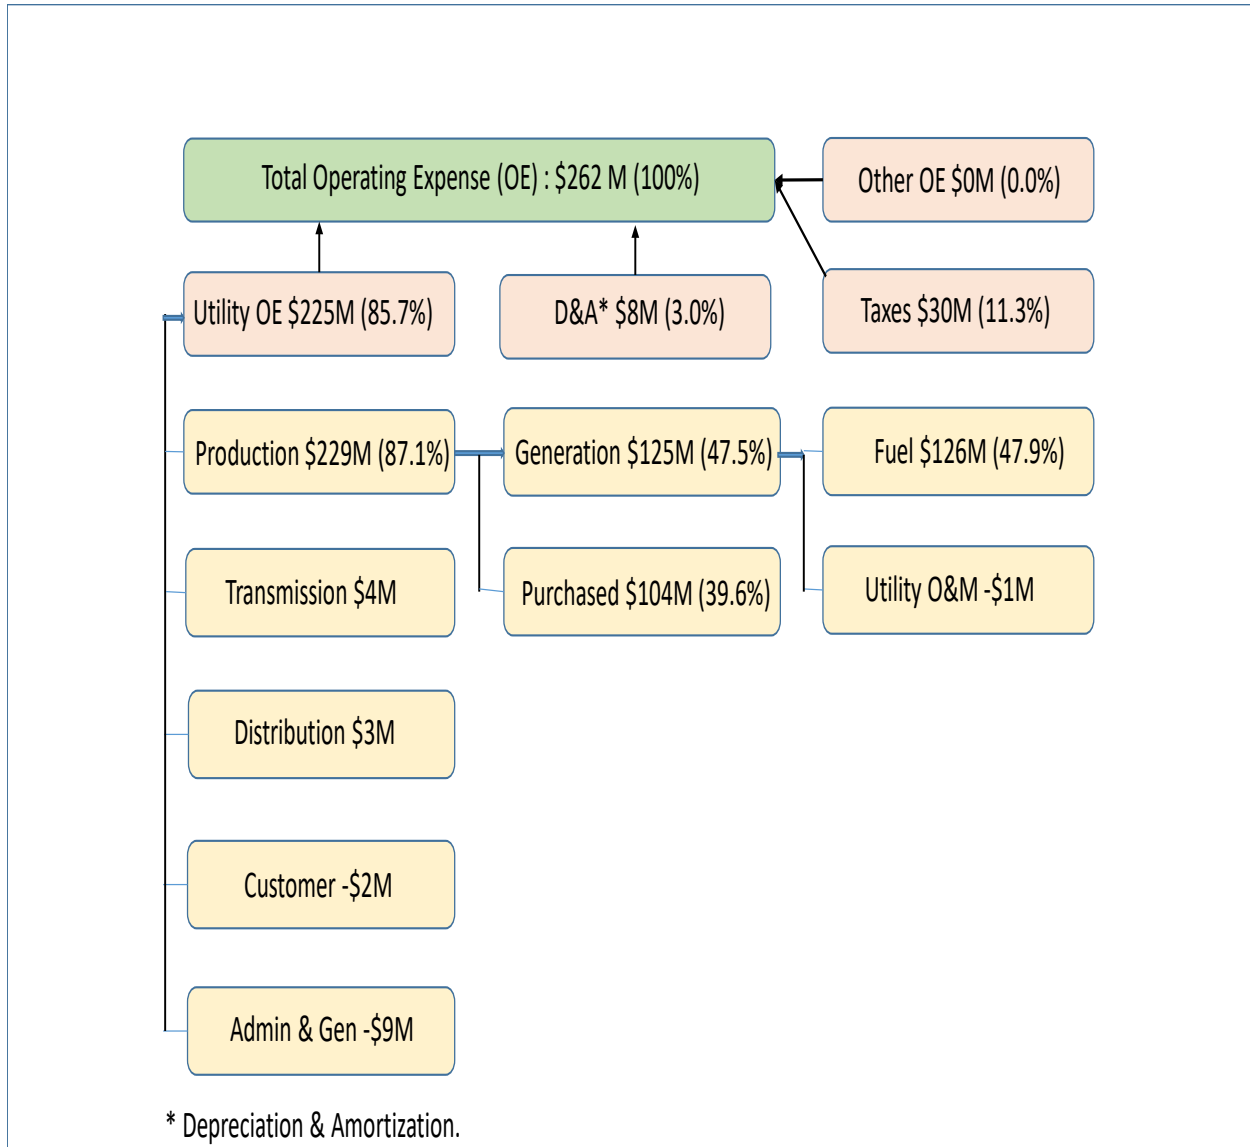 Total Operating Expense (OE) : $262 M (100%)
Other OE $0M (0.0%)
Utility OE $225M (85.7%)
D&A* $8M (3.0%)
Taxes $30M (11.3%)
Production $229M (87.1%)
Generation $125M (47.5%)
Fuel $126M (47.9%)
Transmission $4M
Purchased $104M (39.6%)
Utility O&M -$1M
Distribution $3M
Customer -$2M
Admin & Gen -$9M
* Depreciation & Amortization.